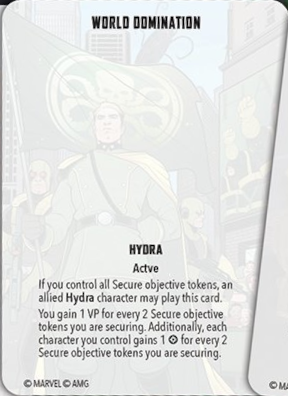 WORLD DOMINATION
HYDRA
Actve
If you control all Secure objective tokens, an
allied Hydra character may play this card.
You gain 1 VP for every 2 Secure objective
tokens you are securing. Additionally, each
character you control gains 1 for every 2
Secure objective tokens you are securing.
© MARVEL © AMG
© MA